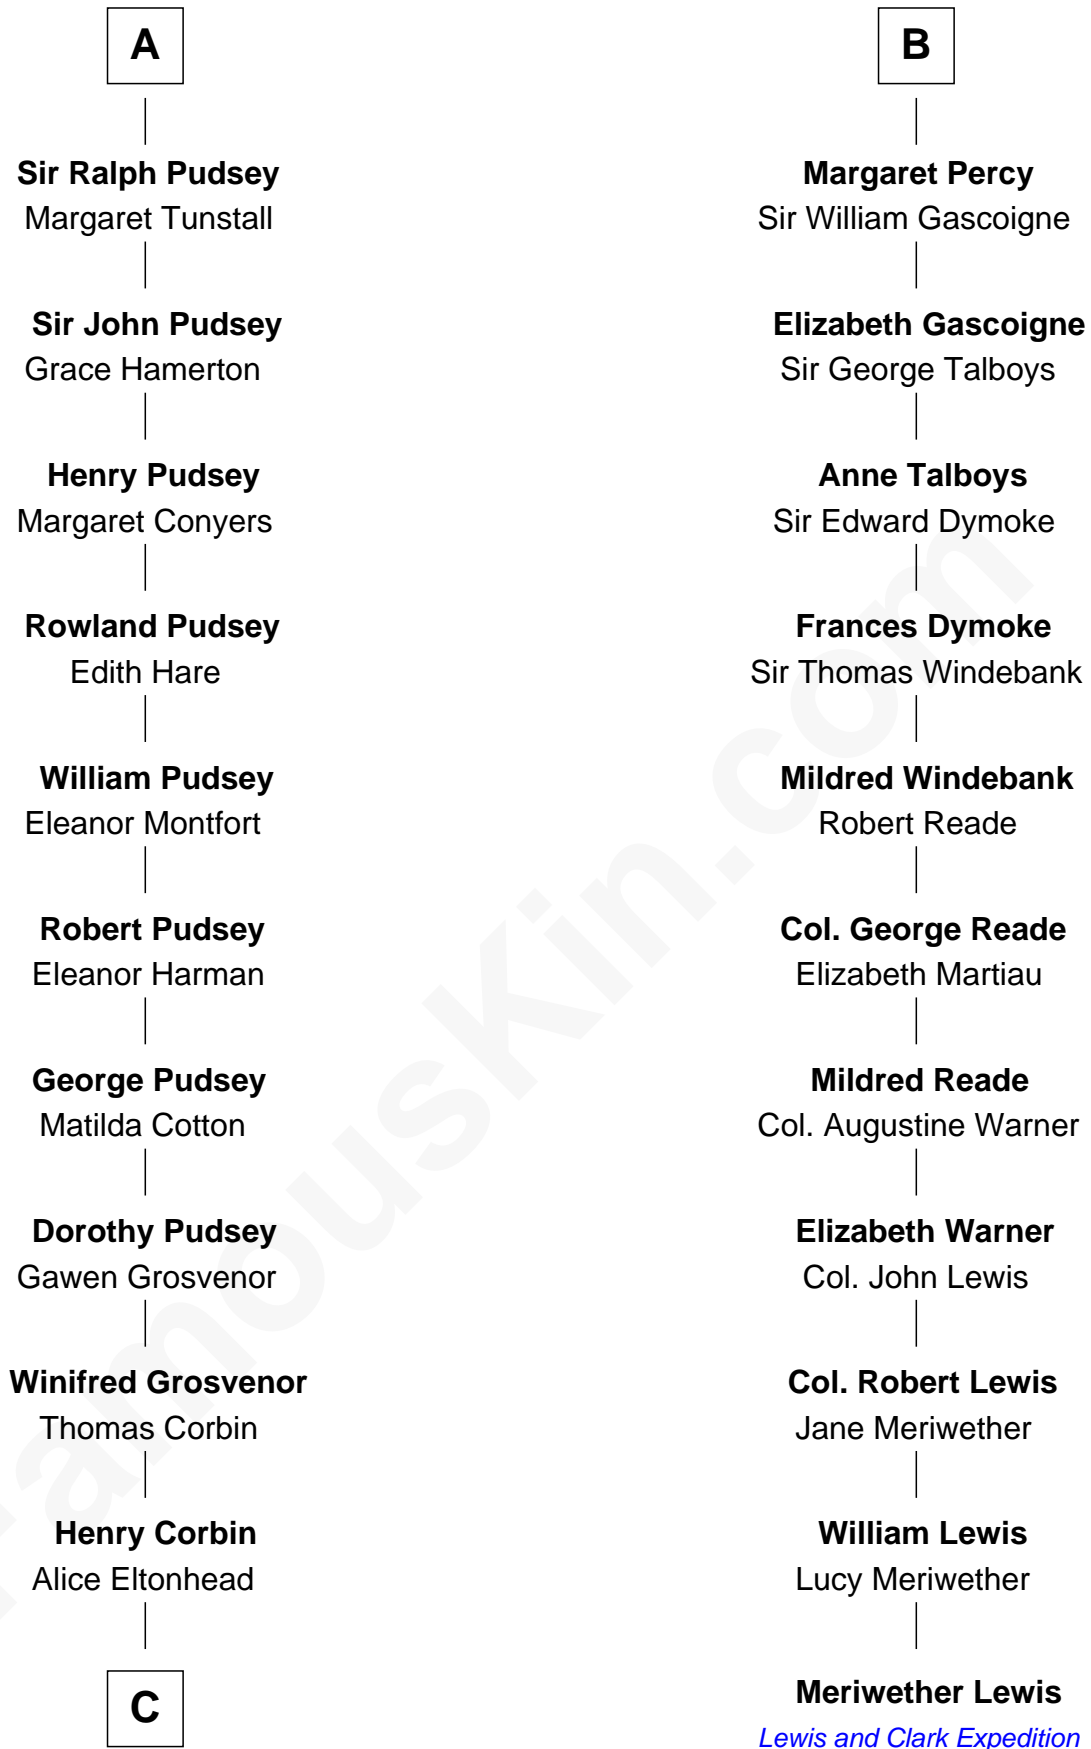 A
Sir Ralph Pudsey
Margaret Tunstall
Sir John Pudsey
Grace Hamerton
Henry Pudsey
Margaret Conyers
Rowland Pudsey
Edith Hare
William Pudsey
Eleanor Montfort
Robert Pudsey
Eleanor Harman
George Pudsey
Matilda Cotton
Dorothy Pudsey
Gawen Grosvenor
Winifred Grosvenor
Thomas Corbin
Henry Corbin
Alice Eltonhead
C
B
Margaret Percy
Sir William Gascoigne
Elizabeth Gascoigne
Sir George Talboys
Anne Talboys
Sir Edward Dymoke
Frances Dymoke
Sir Thomas Windebank
Mildred Windebank
Robert Reade
Col. George Reade
Elizabeth Martiau
Mildred Reade
Col. Augustine Warner
Elizabeth Warner
Col. John Lewis
Col. Robert Lewis
Jane Meriwether
William Lewis
Lucy Meriwether
Meriwether Lewis
Lewis and Clark Expedition
FamousKin.com